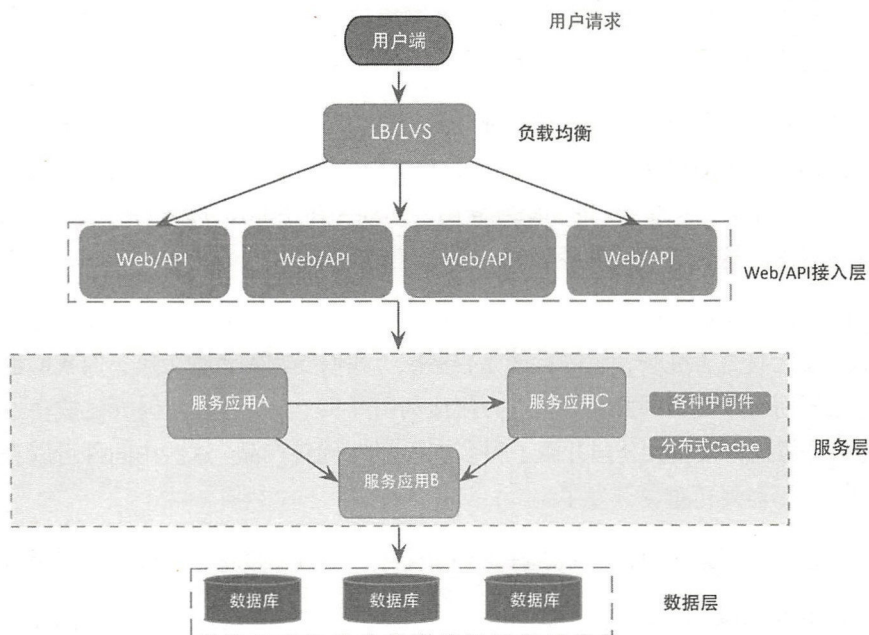 用户请求
用户端
LB/LVS
负载均衡
Web/API
Web/API
Web/API
Web/API
Web/API接入层
服务应用A
服务应用C
各种中间件
分布式Cache
服务层
服务应用B
数据库
数据库
数据库
数据层